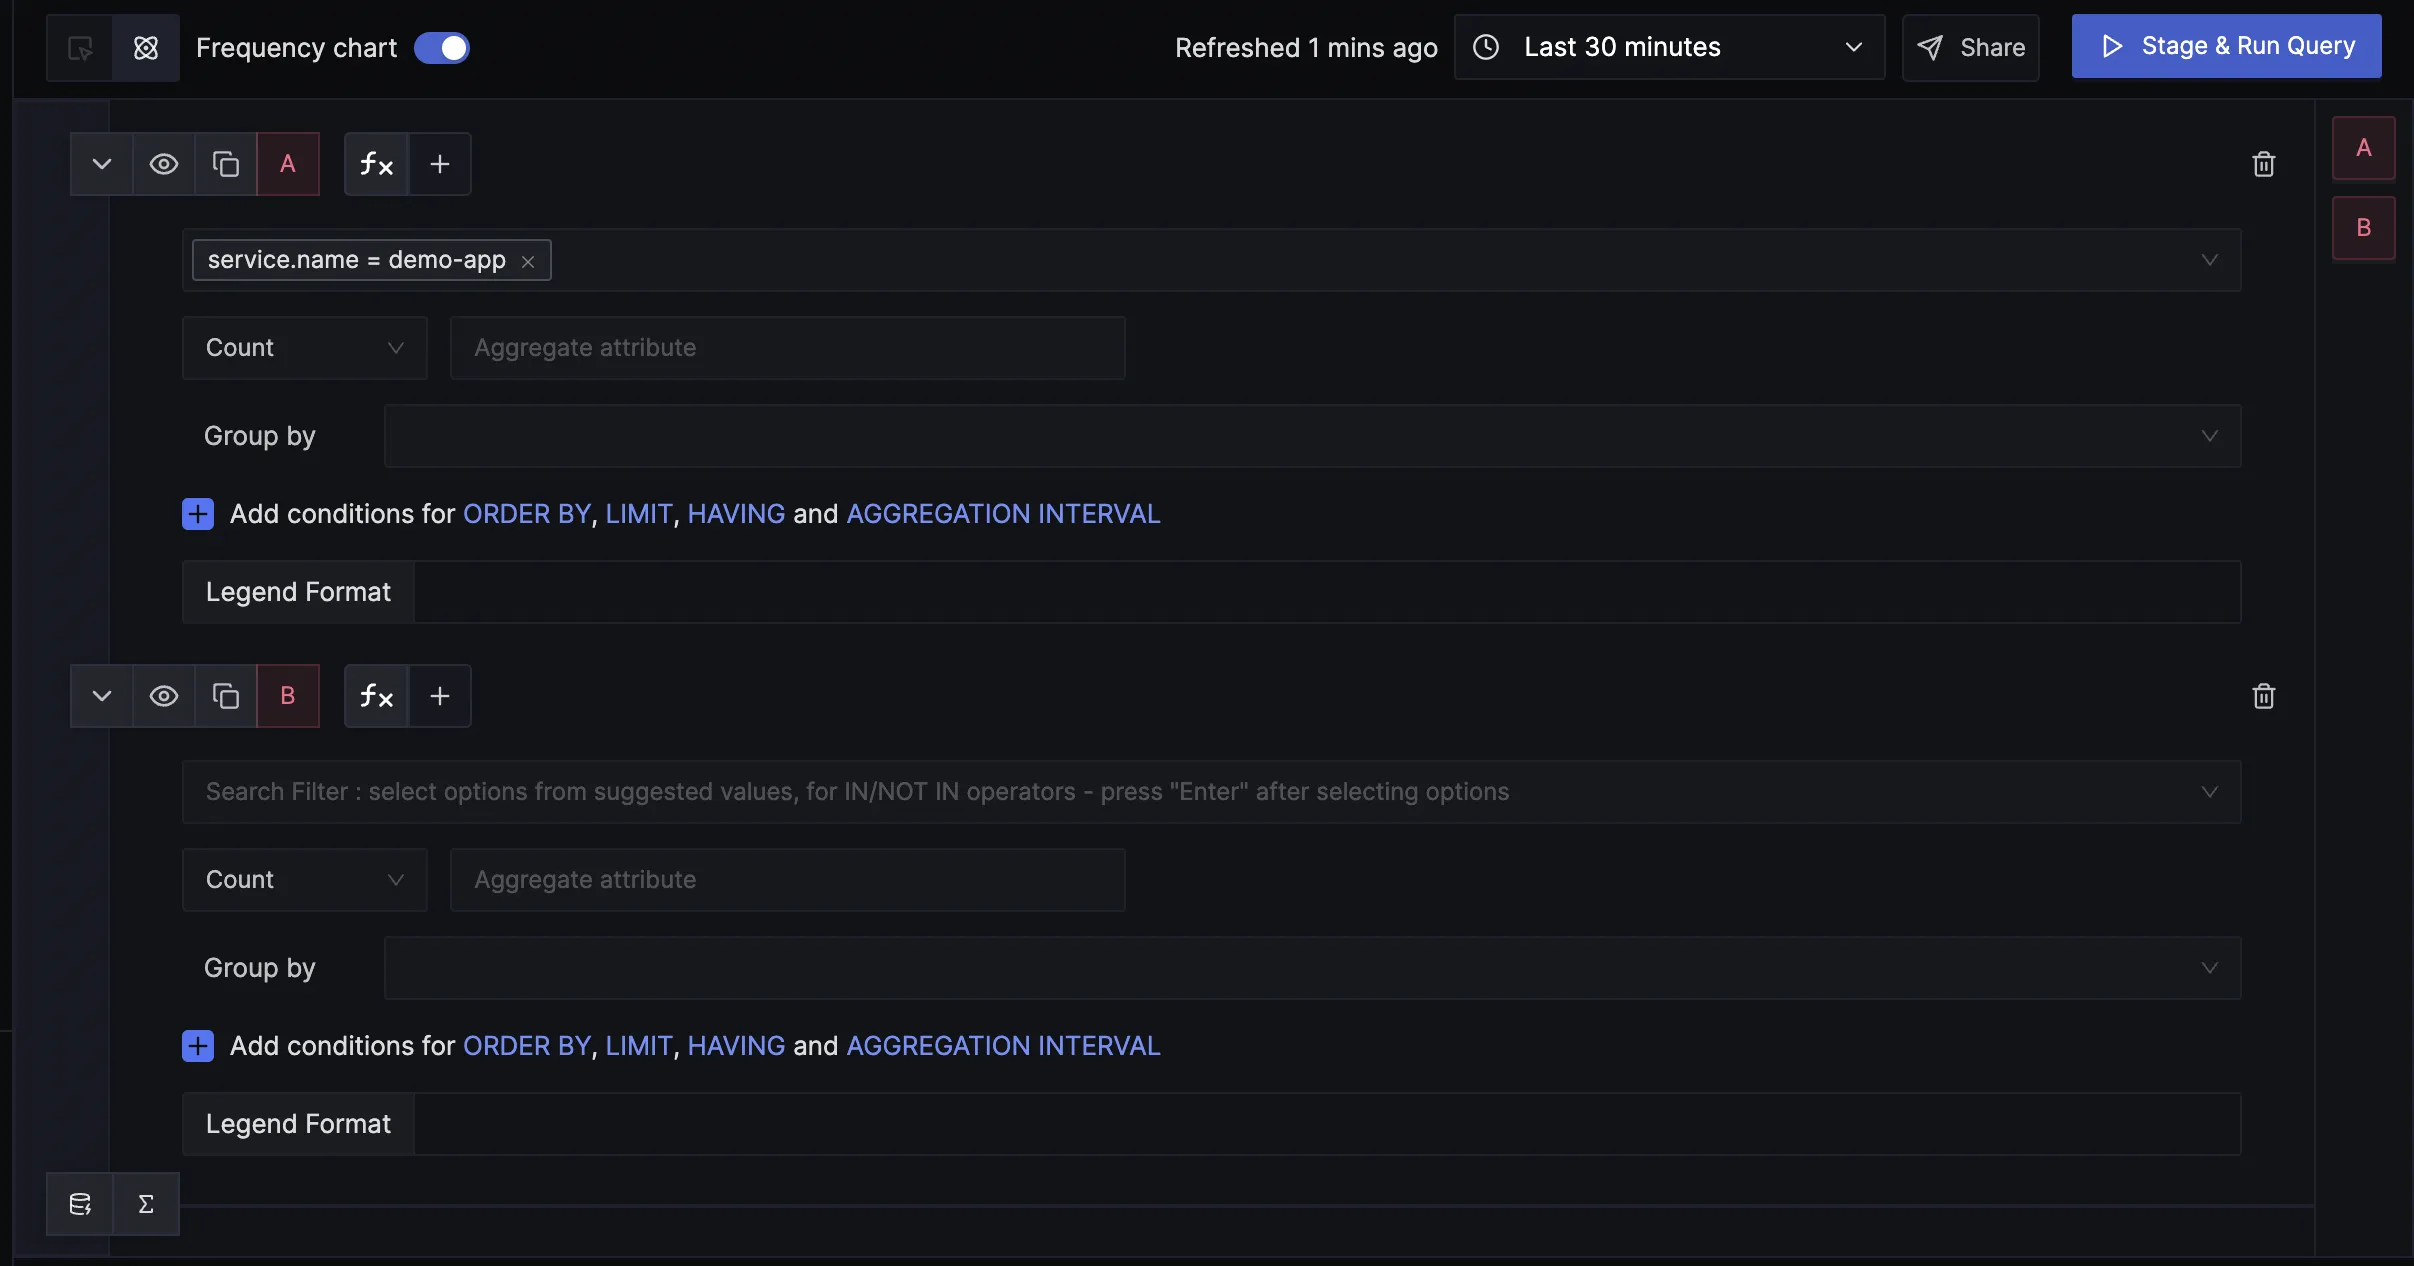 Frequency chart
Refreshed 1 mins ago
Last 30 minutes
Share
Stage & Run Query
A
A
B
service.name = demo-app
Count
Aggregate attribute
Group by
Add conditions for ORDER BY, LIMIT, HAVING and AGGREGATION INTERVAL
Legend Format
B
Search Filter : select options from suggested values, for IN/NOT IN operators - press "Enter" after selecting options
Count
Aggregate attribute
Group by
Add conditions for ORDER BY, LIMIT, HAVING and AGGREGATION INTERVAL
Legend Format